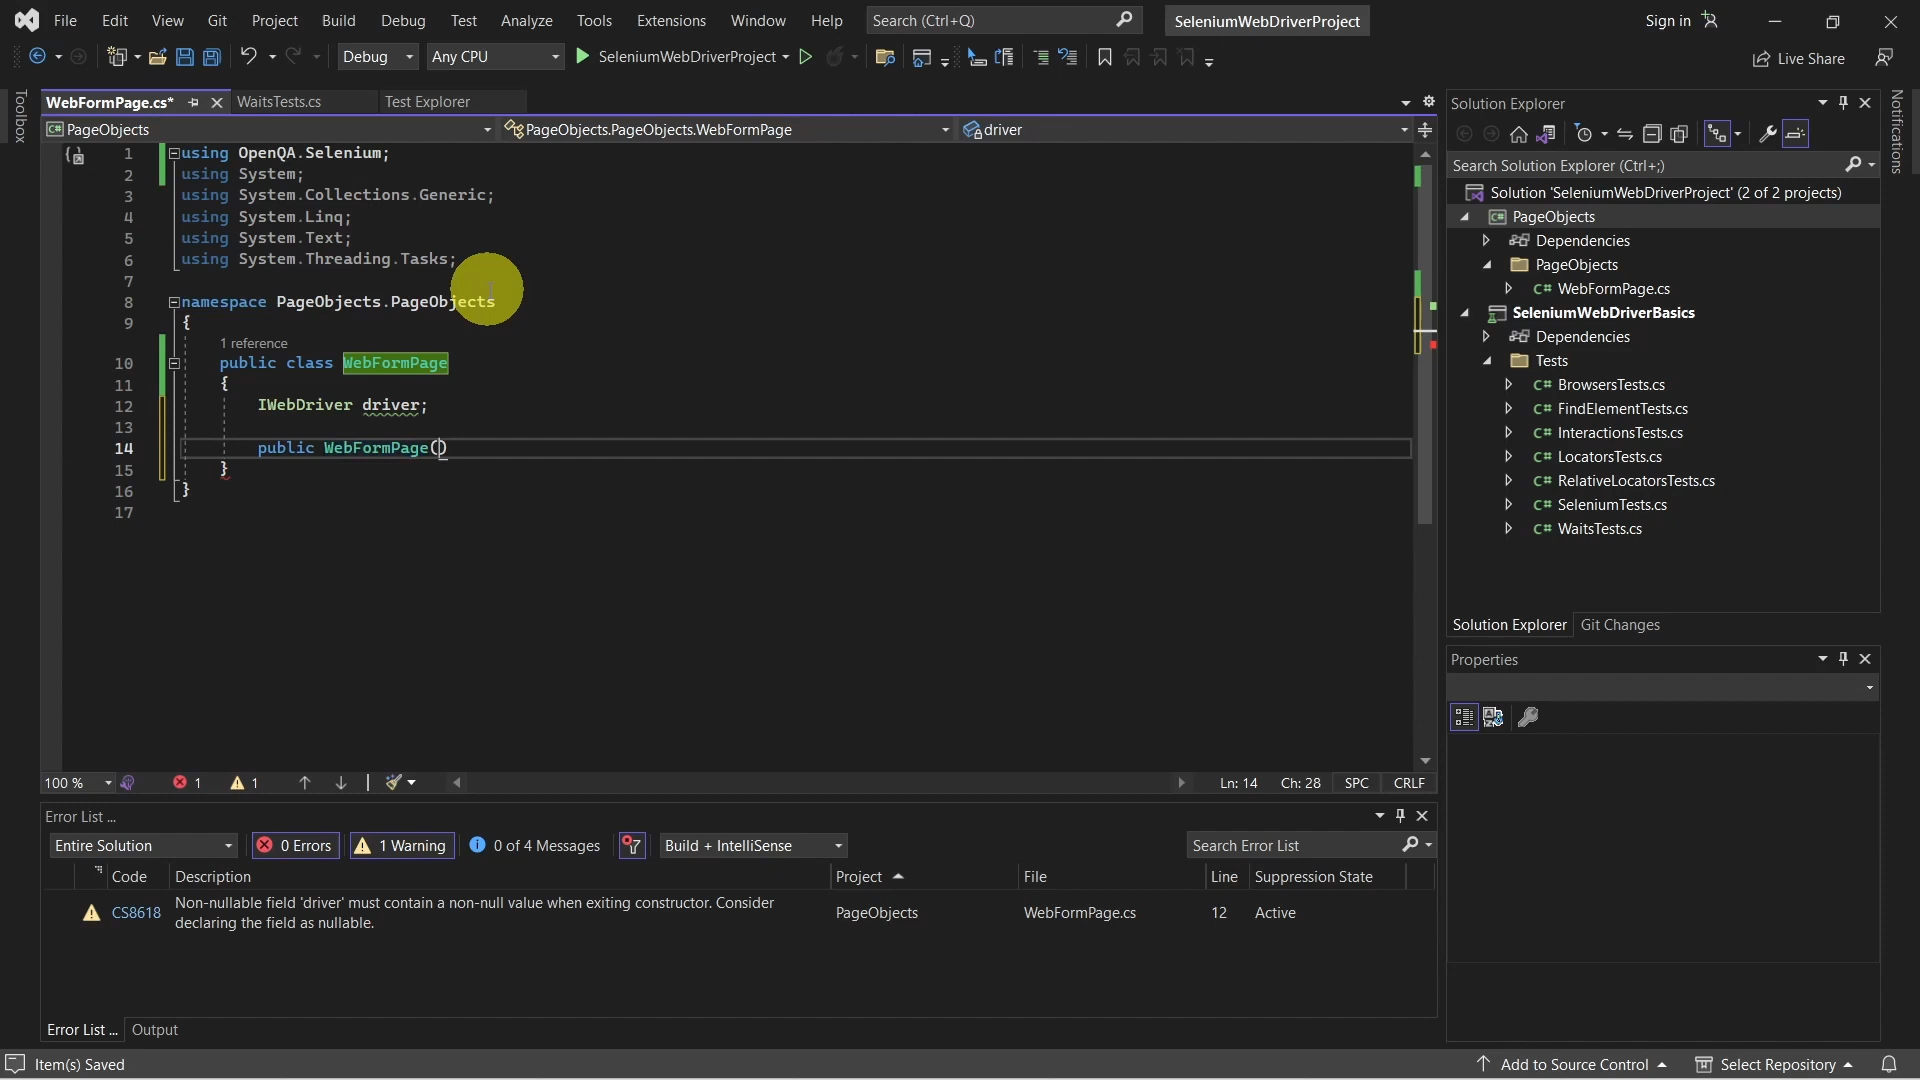 File Edit View Git Project Build Debug Test Analyze Tools Extensions Window Help Search (Ctrl+Q) SeleniumWebDriverProject Sign in
Debug Any CPU SeleniumWebDriverProject Live Share
Toolbox
WebFormPage.cs* WaitsTests.cs Test Explorer
PageObjects PageObjects.PageObjects.WebFormPage driver
1 using OpenQA.Selenium;
2 using System;
3 using System.Collections.Generic;
4 using System.Linq;
5 using System.Text;
6 using System.Threading.Tasks;
7
8 namespace PageObjects.PageObjects
9 {
1 reference
10 public class WebFormPage
11 {
12 IWebDriver driver;
13
14 public WebFormPage()
15 }
16 }
17
100 % 1 1 Ln: 14 Ch: 28 SPC CRLF
Error List ...
Entire Solution 0 Errors 1 Warning 0 of 4 Messages Build + IntelliSense Search Error List
Code Description Project File Line Suppression State
CS8618 Non-nullable field 'driver' must contain a non-null value when exiting constructor. Consider declaring the field as nullable. PageObjects WebFormPage.cs 12 Active
Error List ... Output
Solution Explorer
Search Solution Explorer (Ctrl+;)
Solution 'SeleniumWebDriverProject' (2 of 2 projects)
C# PageObjects
Dependencies
PageObjects
C# WebFormPage.cs
SeleniumWebDriverBasics
Dependencies
Tests
C# BrowsersTests.cs
C# FindElementTests.cs
C# InteractionsTests.cs
C# LocatorsTests.cs
C# RelativeLocatorsTests.cs
C# SeleniumTests.cs
C# WaitsTests.cs
Solution Explorer Git Changes
Properties
Notifications
Item(s) Saved Add to Source Control Select Repository